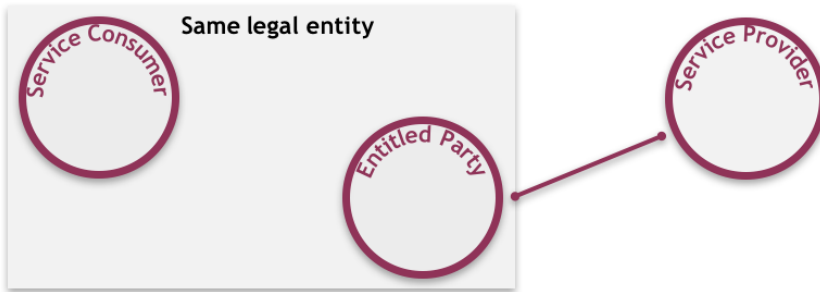 Same legal entity
Service Consumer
Entitled Party
Service Provider